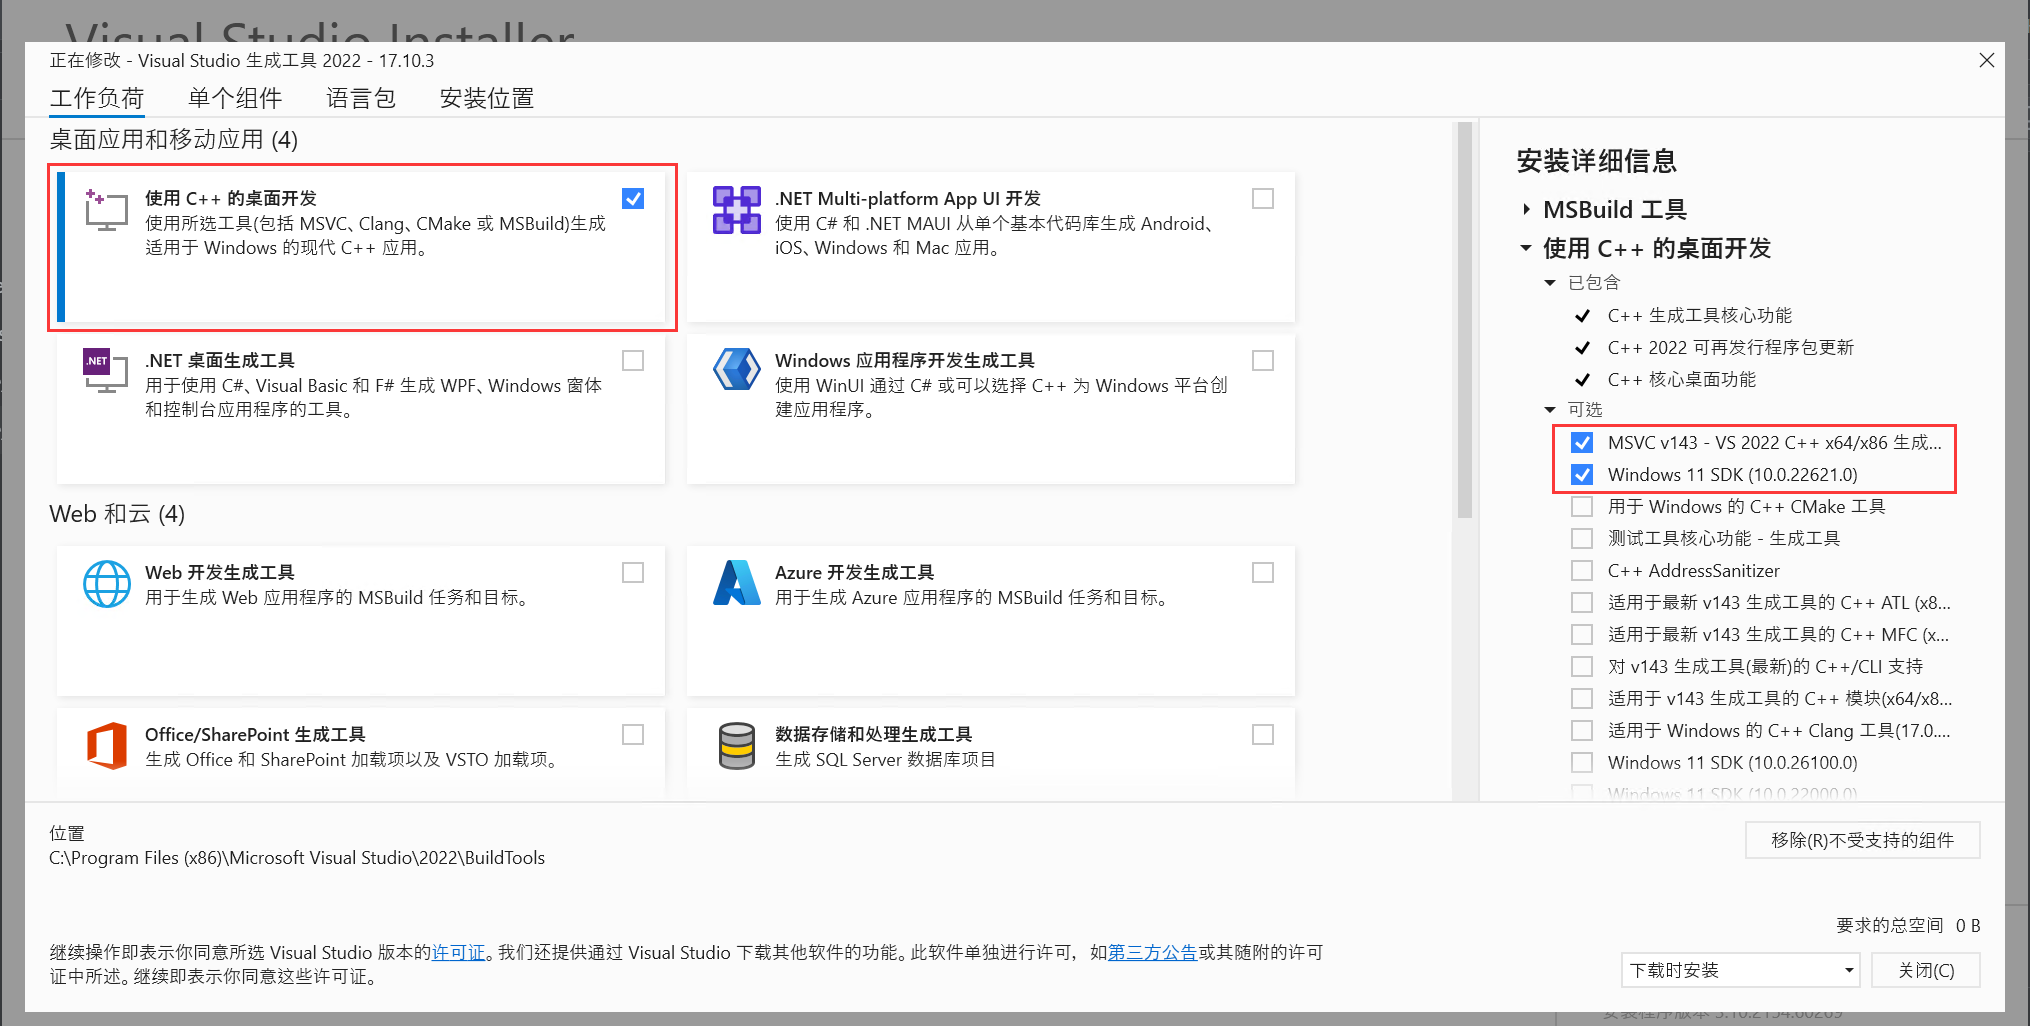 Visual Studio Installer
正在修改 - Visual Studio 生成工具 2022 - 17.10.3
工作负荷 单个组件 语言包 安装位置
桌面应用和移动应用 (4)
使用 C++ 的桌面开发
使用所选工具(包括 MSVC、Clang、CMake 或 MSBuild)生成
适用于 Windows 的现代 C++ 应用。
.NET Multi-platform App UI 开发
使用 C# 和 .NET MAUI 从单个基本代码库生成 Android、
iOS、Windows 和 Mac 应用。
.NET
.NET 桌面生成工具
用于使用 C#、Visual Basic 和 F# 生成 WPF、Windows 窗体
和控制台应用程序的工具。
Windows 应用程序开发生成工具
使用 WinUI 通过 C# 或可以选择 C++ 为 Windows 平台创
建应用程序。
Web 和云 (4)
Web 开发生成工具
用于生成 Web 应用程序的 MSBuild 任务和目标。
Azure 开发生成工具
用于生成 Azure 应用程序的 MSBuild 任务和目标。
Office/SharePoint 生成工具
生成 Office 和 SharePoint 加载项以及 VSTO 加载项。
数据存储和处理生成工具
生成 SQL Server 数据库项目
安装详细信息
MSBuild 工具
使用 C++ 的桌面开发
已包含
C++ 生成工具核心功能
C++ 2022 可再发行程序包更新
C++ 核心桌面功能
可选
MSVC v143 - VS 2022 C++ x64/x86 生成...
Windows 11 SDK (10.0.22621.0)
用于 Windows 的 C++ CMake 工具
测试工具核心功能 - 生成工具
C++ AddressSanitizer
适用于最新 v143 生成工具的 C++ ATL (x8...
适用于最新 v143 生成工具的 C++ MFC (x...
对 v143 生成工具(最新)的 C++/CLI 支持
适用于 v143 生成工具的 C++ 模块(x64/x8...
适用于 Windows 的 C++ Clang 工具(17.0....
Windows 11 SDK (10.0.26100.0)
Windows 11 SDK (10.0.22000.0)
位置
C:\Program Files (x86)\Microsoft Visual Studio\2022\BuildTools
移除(R)不受支持的组件
要求的总空间 0 B
继续操作即表示你同意所选 Visual Studio 版本的许可证。我们还提供通过 Visual Studio 下载其他软件的功能。此软件单独进行许可，如第三方公告或其随附的许可
证中所述。继续即表示你同意这些许可证。
下载时安装
关闭(C)